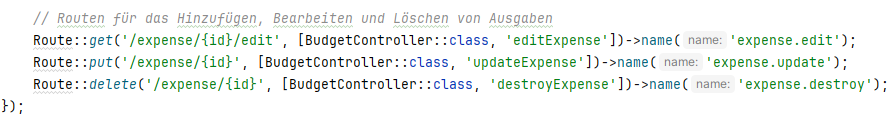 // Routen für das Hinzufügen, Bearbeiten und Löschen von Ausgaben
Route::get('/expense/{id}/edit', [BudgetController::class, 'editExpense'])->name( name: 'expense.edit');
Route::put('/expense/{id}', [BudgetController::class, 'updateExpense'])->name( name: 'expense.update');
Route::delete('/expense/{id}', [BudgetController::class, 'destroyExpense'])->name( name: 'expense.destroy');
});